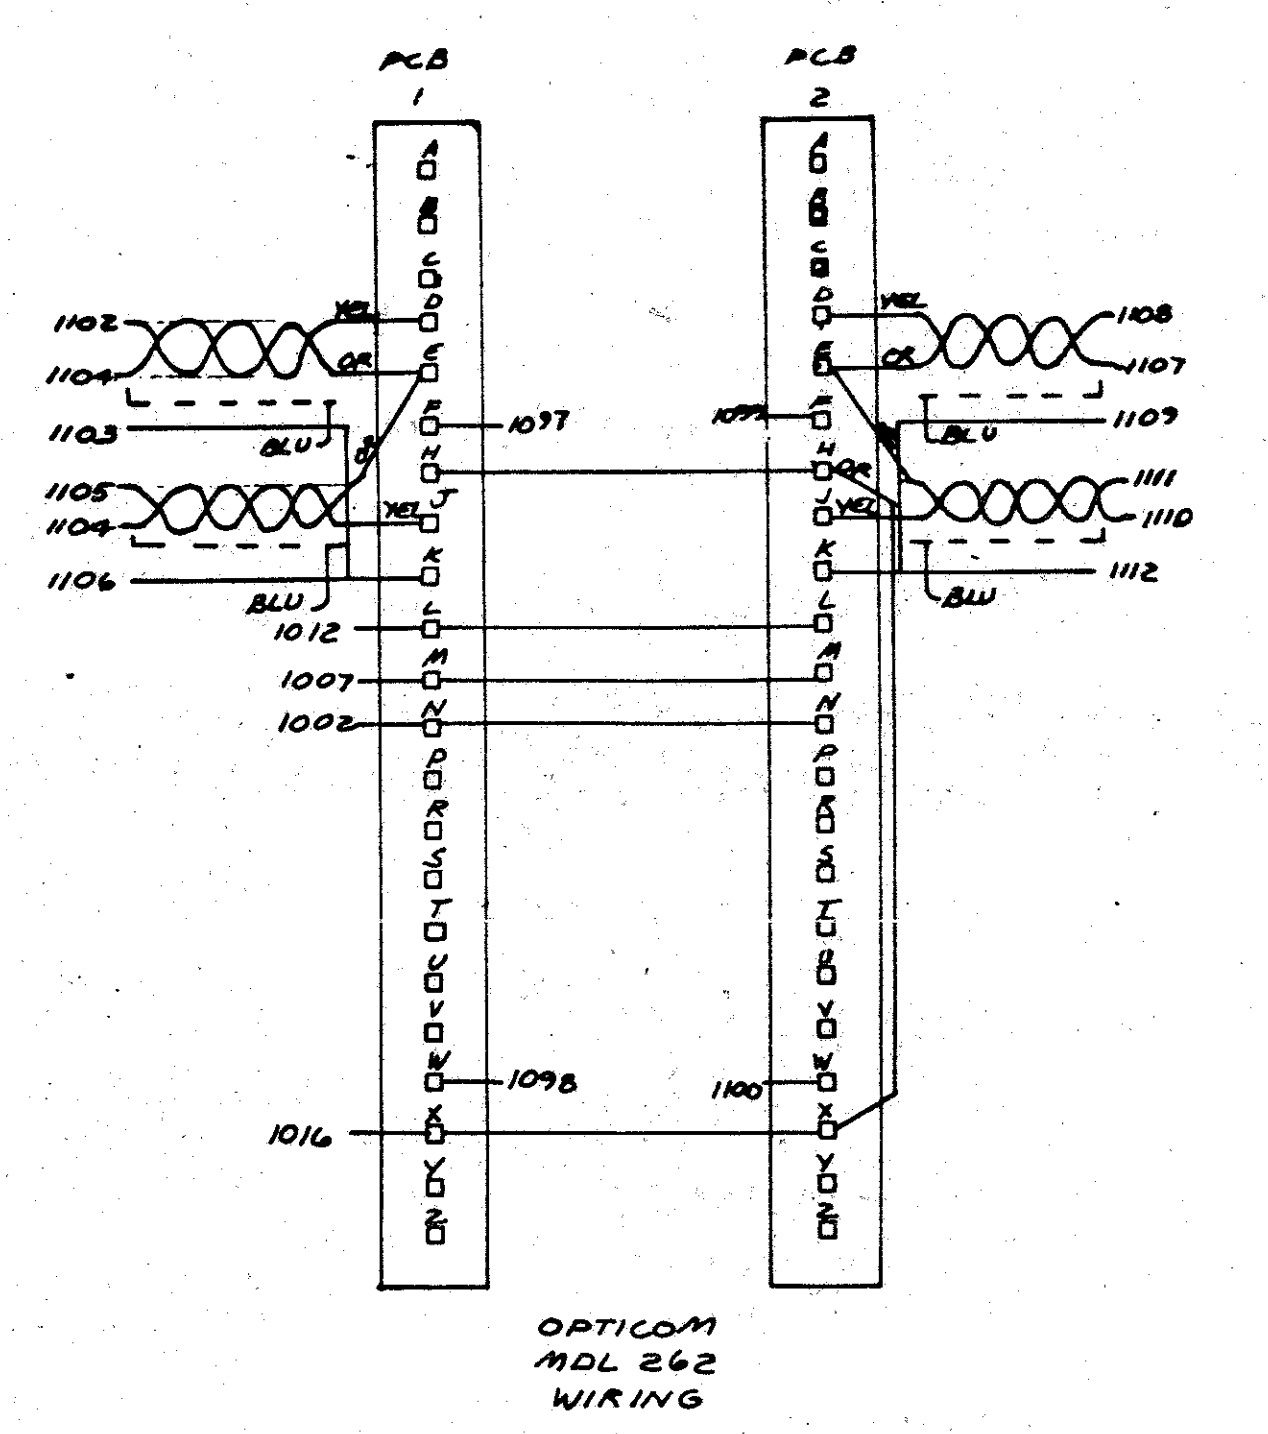 PCB
1
PCB
2
A
A
B
C
C
D
D
YEL
YEL
1102
1108
E
E
OR
OR
1104
1107
F
1097
1099
F
1109
1103
BLU
BLU
OR
H
H
OR
1105
1111
J
J
YEL
YEL
1104
1110
K
K
1106
1112
BLU
BLU
L
L
1012
M
M
1007
N
N
1002
P
P
R
R
S
S
T
T
U
U
V
V
W
W
1098
1100
X
X
1016
Y
Y
Z
Z
OPTICOM
MDL 262
WIRING